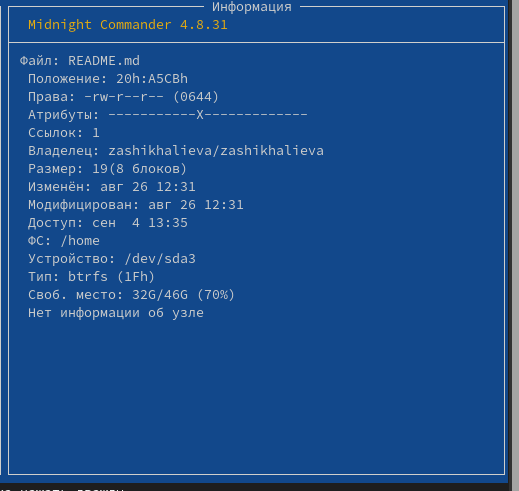 Информация
Midnight Commander 4.8.31
Файл: README.md
Положение: 20h:A5CBh
Права: -rw-r--r-- (0644)
Атрибуты: -----------X-------------
Ссылок: 1
Владелец: zashikhalieva/zashikhalieva
Размер: 19(8 блоков)
Изменён: авг 26 12:31
Модифицирован: авг 26 12:31
Доступ: сен  4 13:35
ФС: /home
Устройство: /dev/sda3
Тип: btrfs (1Fh)
Своб. место: 32G/46G (70%)
Нет информации об узле